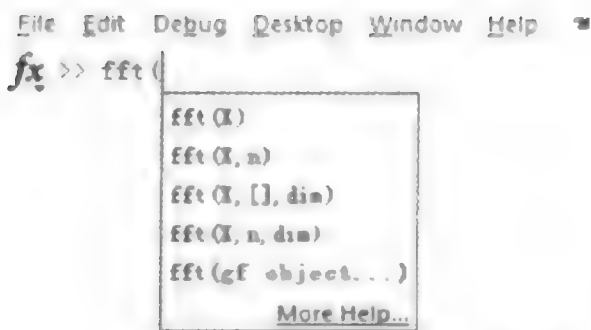 File Edit Debug Desktop Window Help
fx >> fft(
fft(X)
fft(X, n)
fft(X, [], dim)
fft(X, n, dim)
fft(gf object...)
More Help...